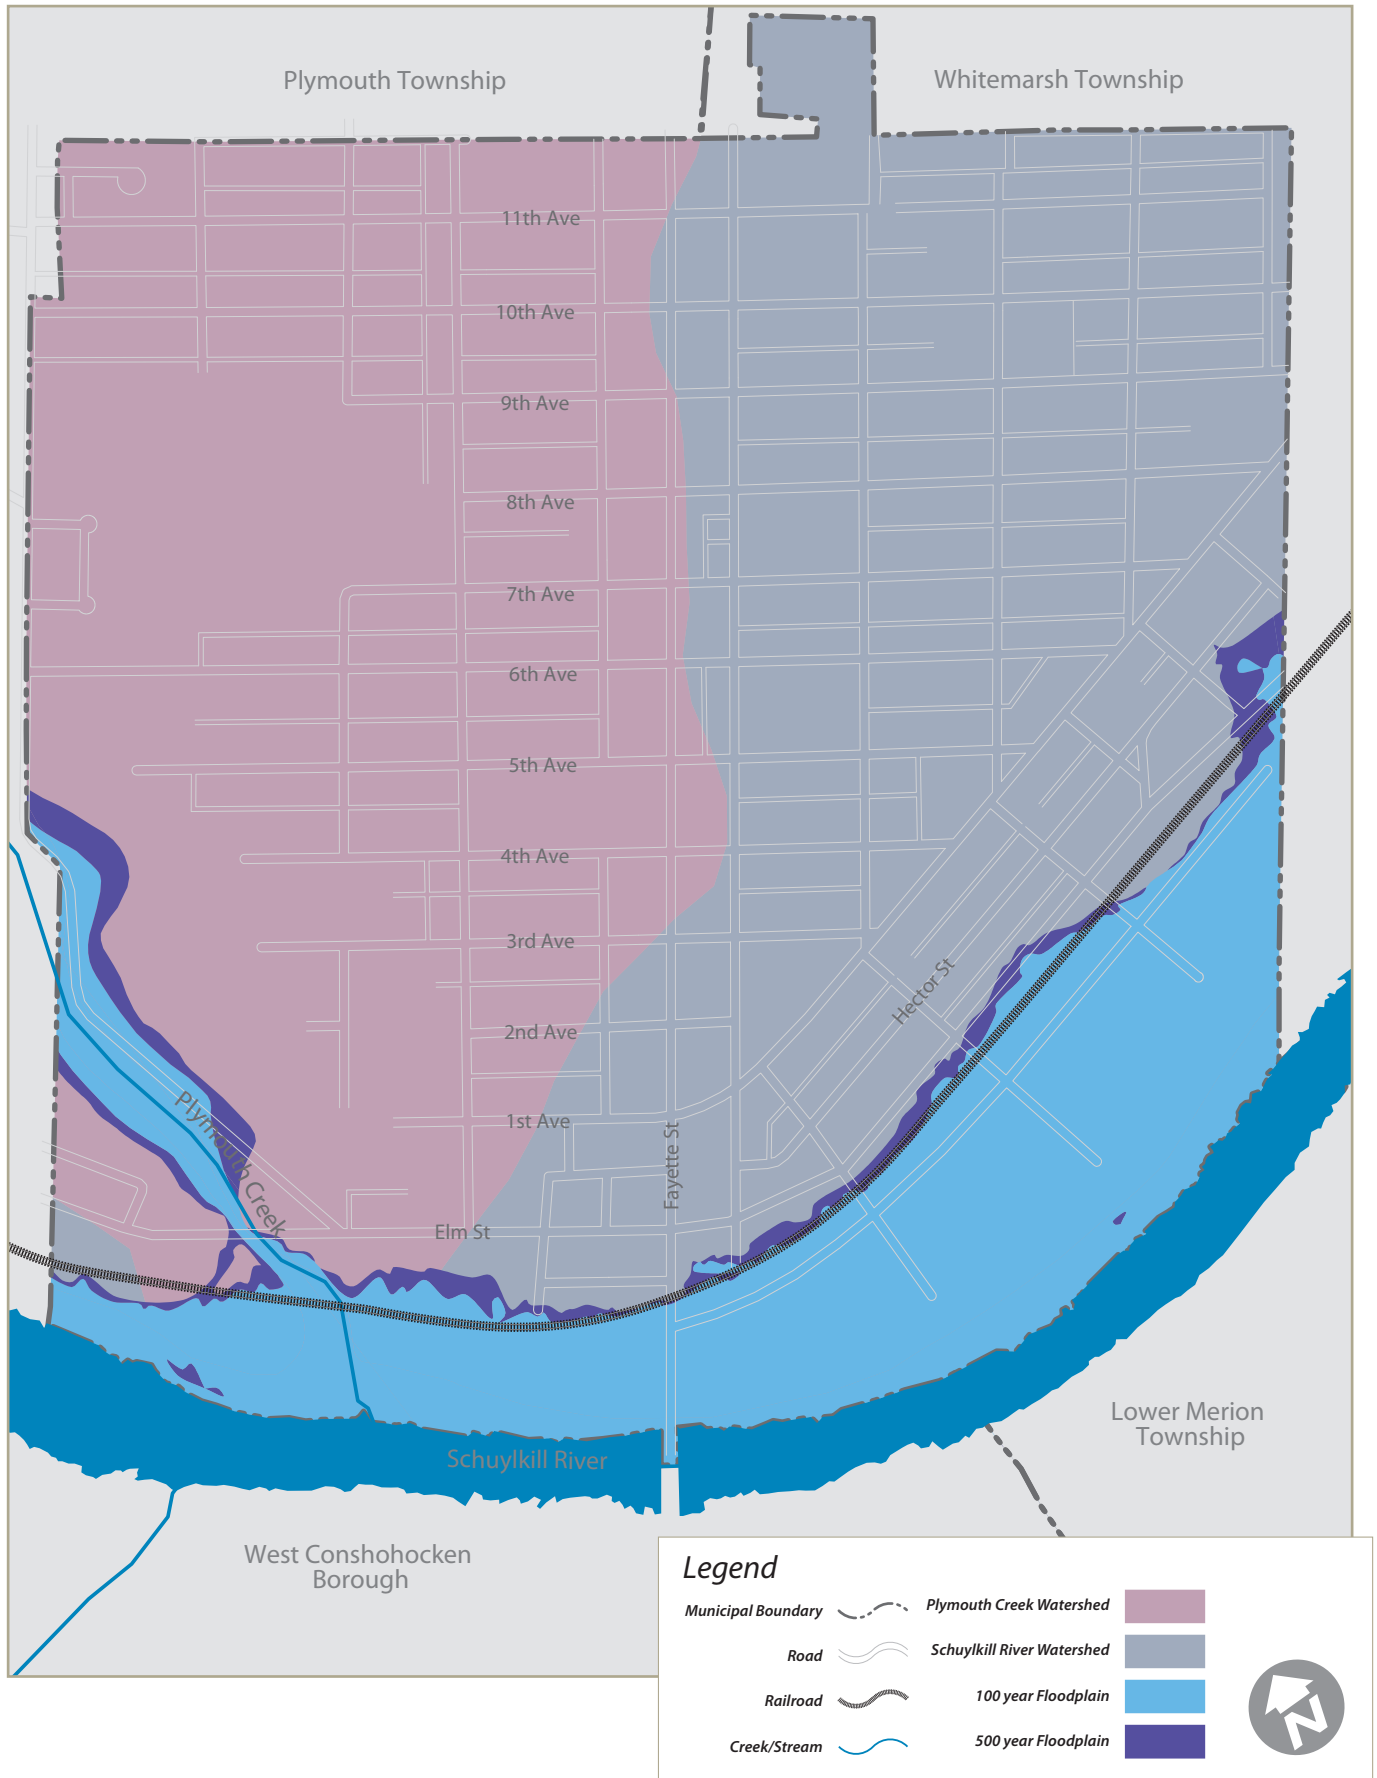 Plymouth Township
Whitemarsh Township
11th Ave
10th Ave
9th Ave
8th Ave
7th Ave
6th Ave
5th Ave
4th Ave
3rd Ave
Hector St
2nd Ave
1st Ave
Plymouth Creek
Fayette St
Elm St
Lower Merion
Township
Schuylkill River
West Conshohocken
Borough
Legend
Municipal Boundary
Plymouth Creek Watershed
Road
Schuylkill River Watershed
Railroad
100 year Floodplain
Creek/Stream
500 year Floodplain
N